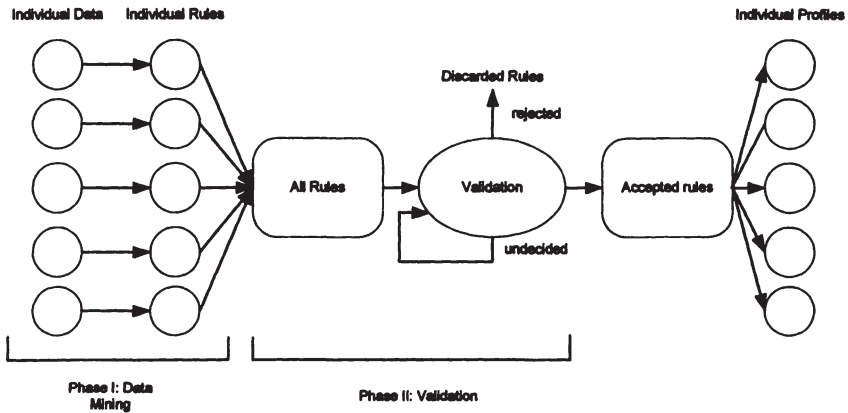 Individual Data
Individual Rules
Individual Profiles
Discarded Rules
rejected
All Rules
Validation
Accepted rules
undecided
Phase I: Data
Mining
Phase II: Validation